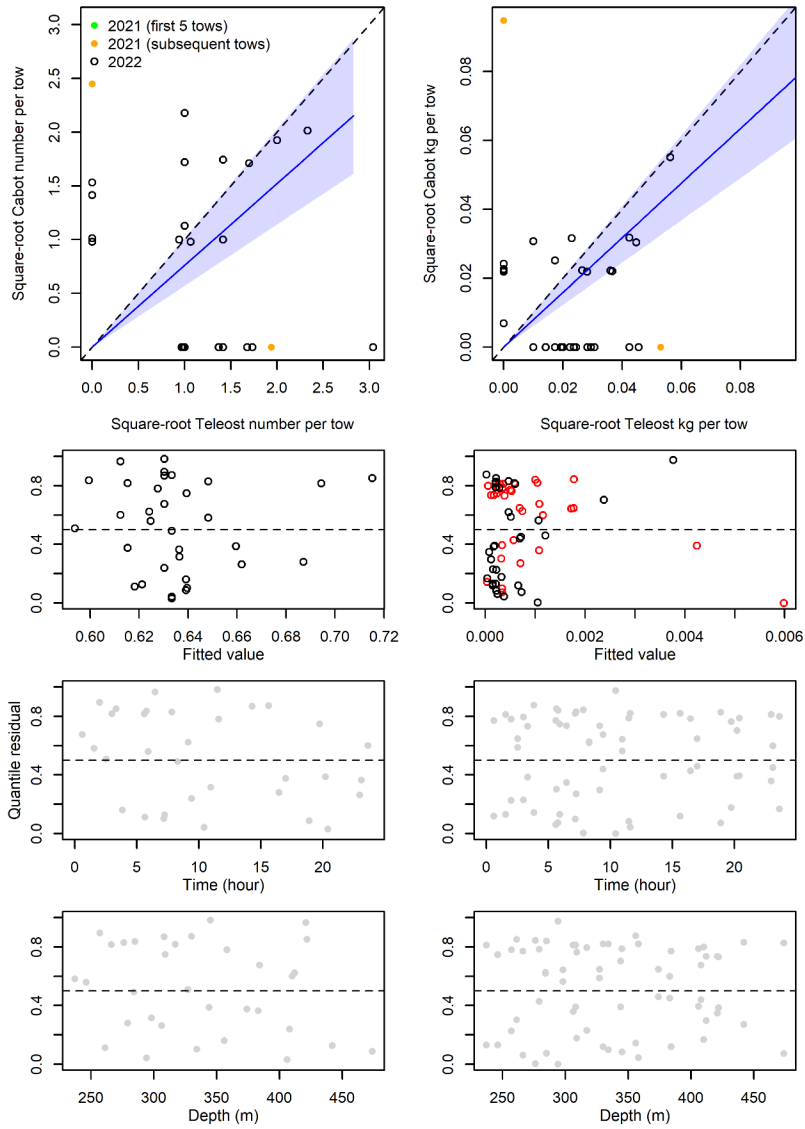 2021 (first 5 tows)
2021 (subsequent tows)
2022
Square-root Cabot number per tow
0.0 0.5 1.0 1.5 2.0 2.5 3.0
0.0 0.5 1.0 1.5 2.0 2.5 3.0
Square-root Teleost number per tow
Square-root Cabot kg per tow
0.00 0.02 0.04 0.06 0.08
0.00 0.02 0.04 0.06 0.08
Square-root Teleost kg per tow
0.0 0.4 0.8
0.60 0.62 0.64 0.66 0.68 0.70 0.72
Fitted value
0.0 0.4 0.8
0.000 0.002 0.004 0.006
Fitted value
Quantile residual
0.0 0.4 0.8
0 5 10 15 20
Time (hour)
0.0 0.4 0.8
0 5 10 15 20
Time (hour)
0.0 0.4 0.8
250 300 350 400 450
Depth (m)
0.0 0.4 0.8
250 300 350 400 450
Depth (m)